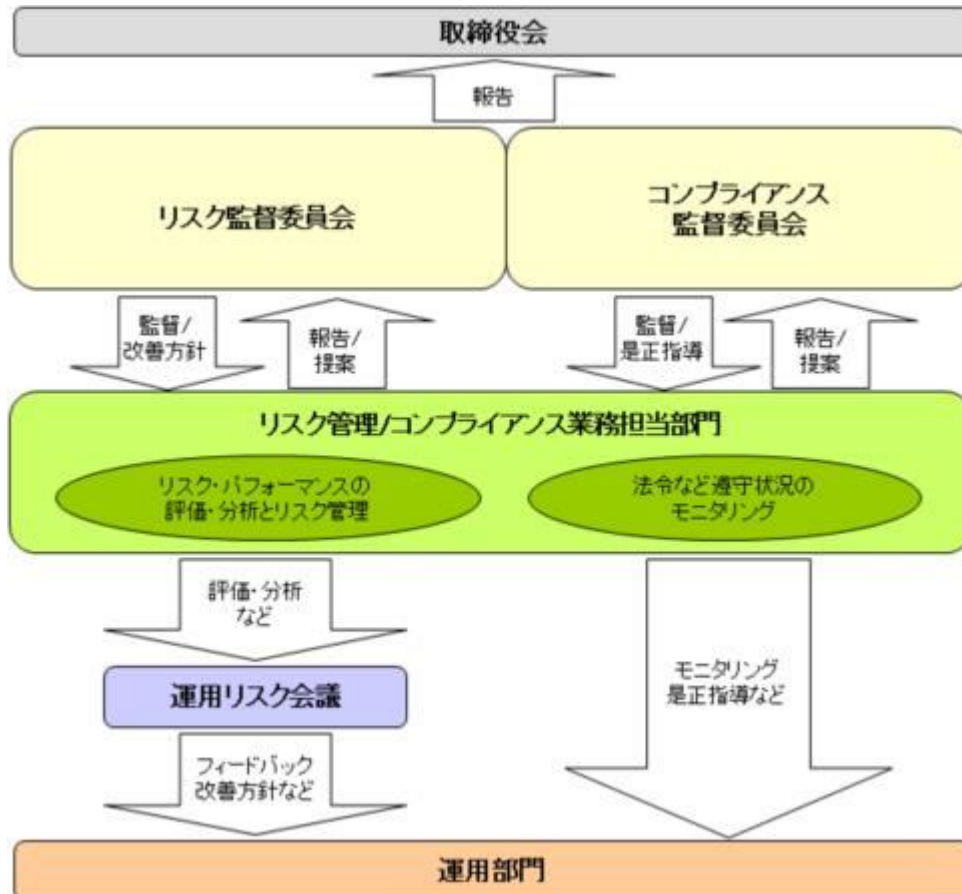 取締役会
報告
リスク監督委員会
コンプライアンス
監督委員会
監督/
改善方針
報告/
提案
監督/
是正指導
報告/
提案
リスク管理/コンプライアンス業務担当部門
リスク・パフォーマンスの
評価・分析とリスク管理
法令など遵守状況の
モニタリング
評価・分析
など
運用リスク会議
モニタリング
是正指導など
フィードバック
改善方針など
運用部門